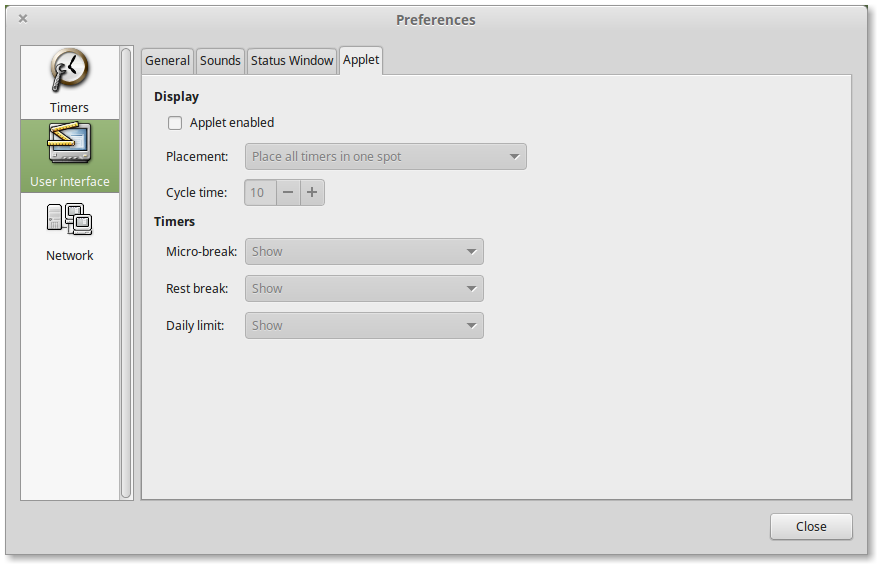 Preferences
Timers
User interface
Network
General Sounds Status Window Applet
Display
Applet enabled
Placement: Place all timers in one spot
Cycle time: 10
Timers
Micro-break: Show
Rest break: Show
Daily limit: Show
Close